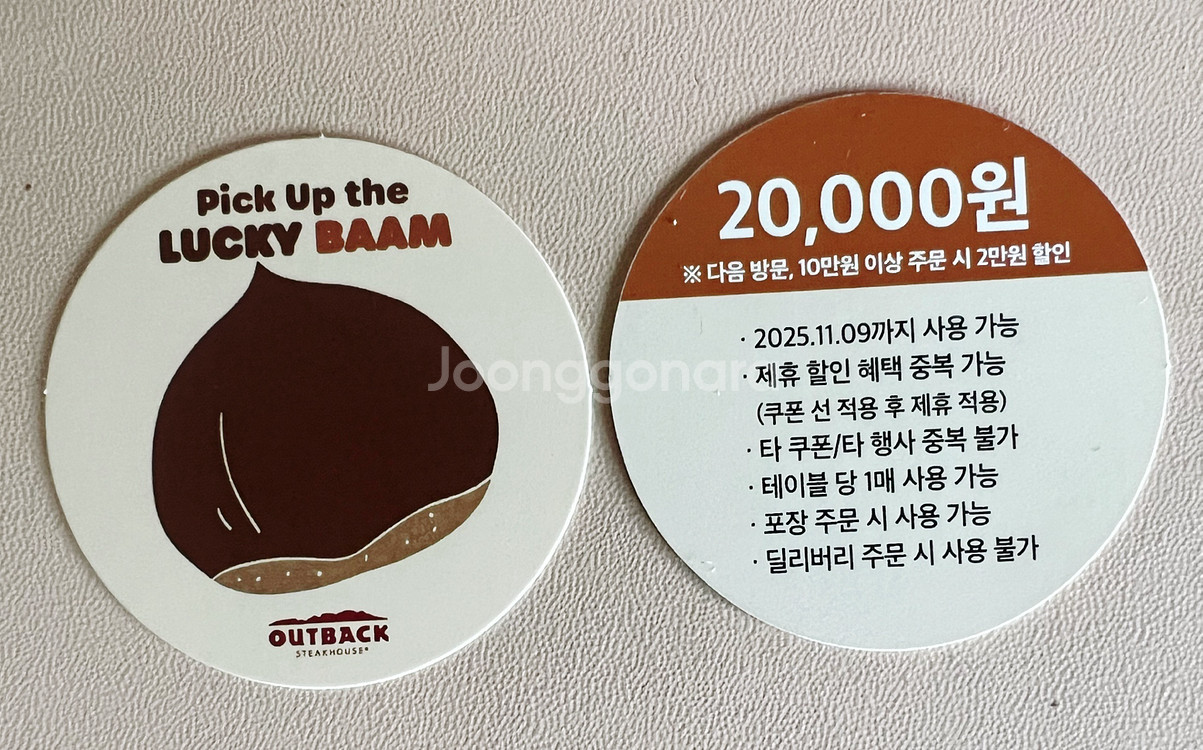 Pick Up the
LUCKY BAAM
OUTBACK
STEAKHOUSE®
20,000원
※ 다음 방문, 10만원 이상 주문 시 2만원 할인
· 2025.11.09까지 사용 가능
· 제휴 할인 혜택 중복 가능
(쿠폰 선 적용 후 제휴 적용)
· 타 쿠폰/타 행사 중복 불가
· 테이블 당 1매 사용 가능
· 포장 주문 시 사용 가능
· 딜리버리 주문 시 사용 불가
Joonggonara